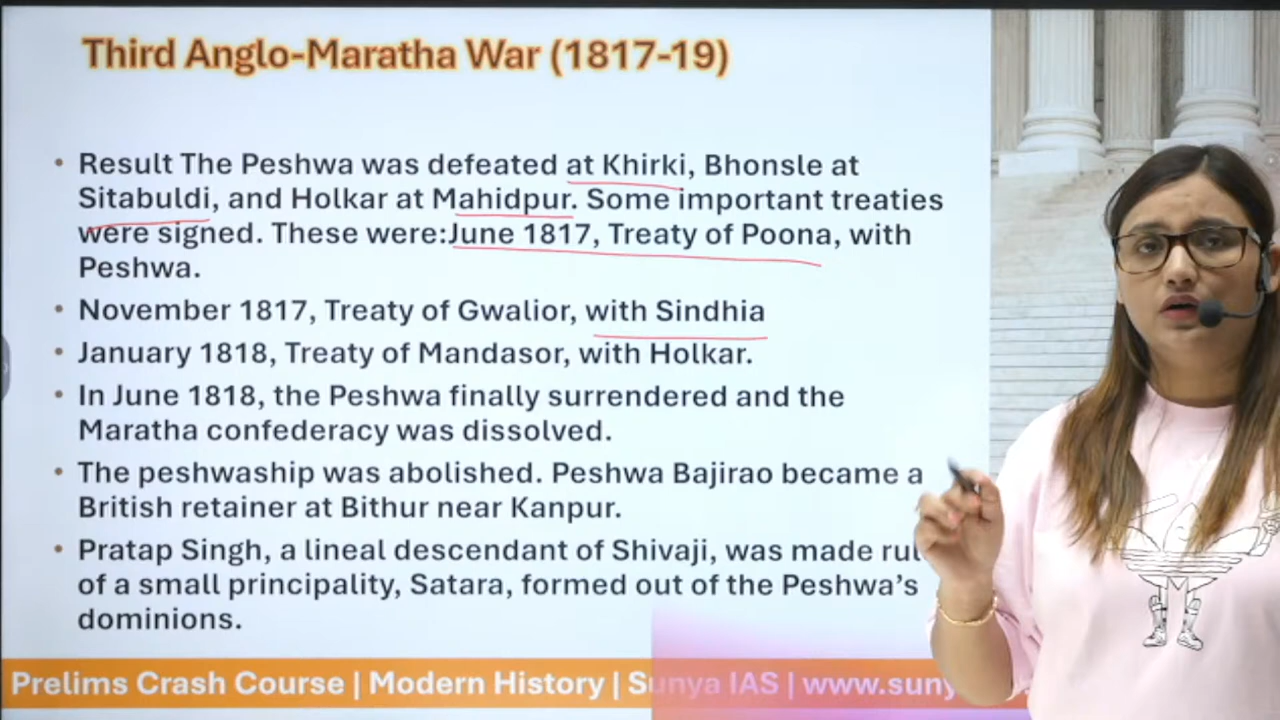 Third Anglo-Maratha War (1817-19)
• Result The Peshwa was defeated at Khirki, Bhonsle at
Sitabuldi, and Holkar at Mahidpur. Some important treaties
were signed. These were:June 1817, Treaty of Poona, with
Peshwa.
• November 1817, Treaty of Gwalior, with Sindhia
• January 1818, Treaty of Mandasor, with Holkar.
• In June 1818, the Peshwa finally surrendered and the
Maratha confederacy was dissolved.
• The peshwaship was abolished. Peshwa Bajirao became a
British retainer at Bithur near Kanpur.
• Pratap Singh, a lineal descendant of Shivaji, was made
of a small principality, Satara, formed out of the Peshwa's
dominions.
Prelims Crash Course | Modern History | Sunya IAS |